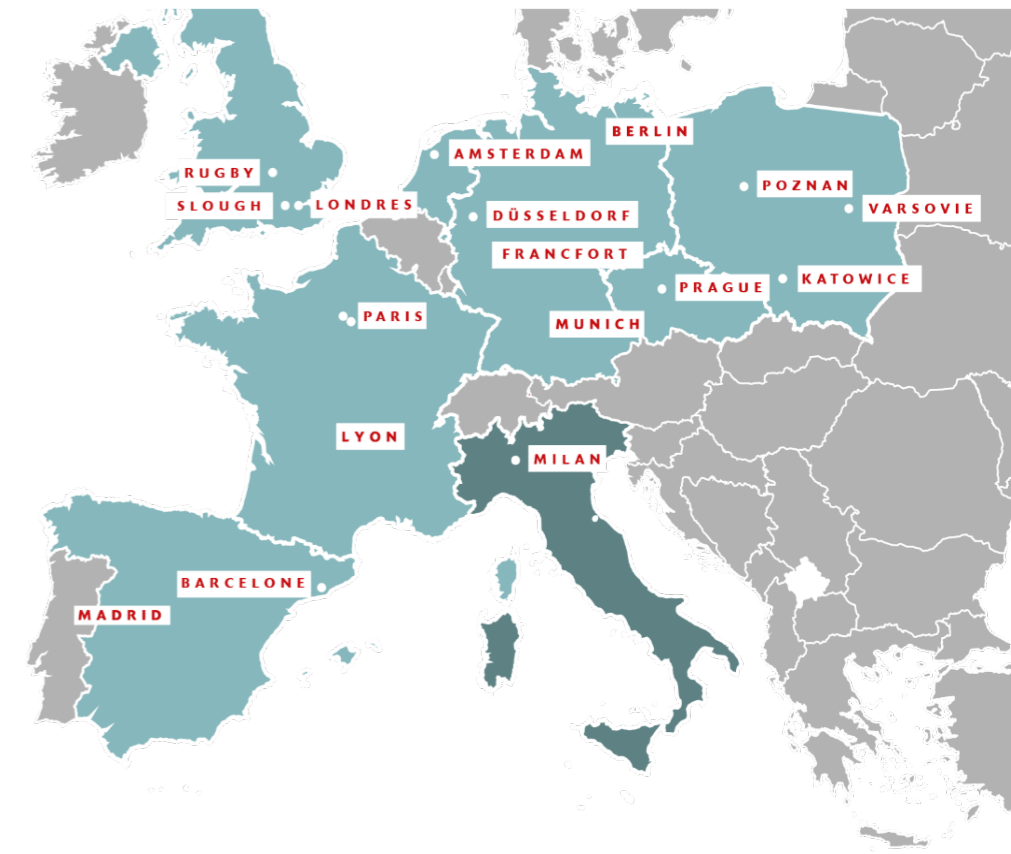 BERLIN
AMSTERDAM
RUGBY
POZNAN
SLOUGH
LONDRES
VARSOVIE
DÜSSELDORF
FRANCFORT
KATOWICE
PRAGUE
PARIS
MUNICH
LYON
MILAN
BARCELONE
MADRID